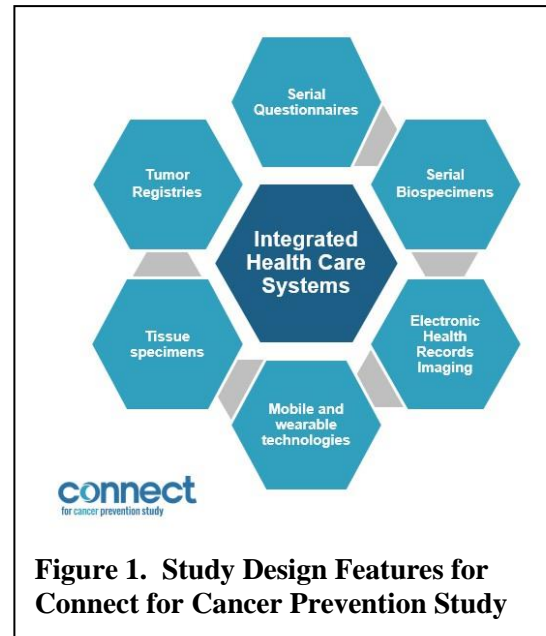 Serial
Questionnaires
Tumor
Registries
Serial
Biospecimens
Integrated
Health Care
Systems
Tissue
specimens
Electronic
Health
Records
Imaging
Mobile and
wearable
technologies
connect
for cancer prevention study
Figure 1. Study Design Features for
Connect for Cancer Prevention Study